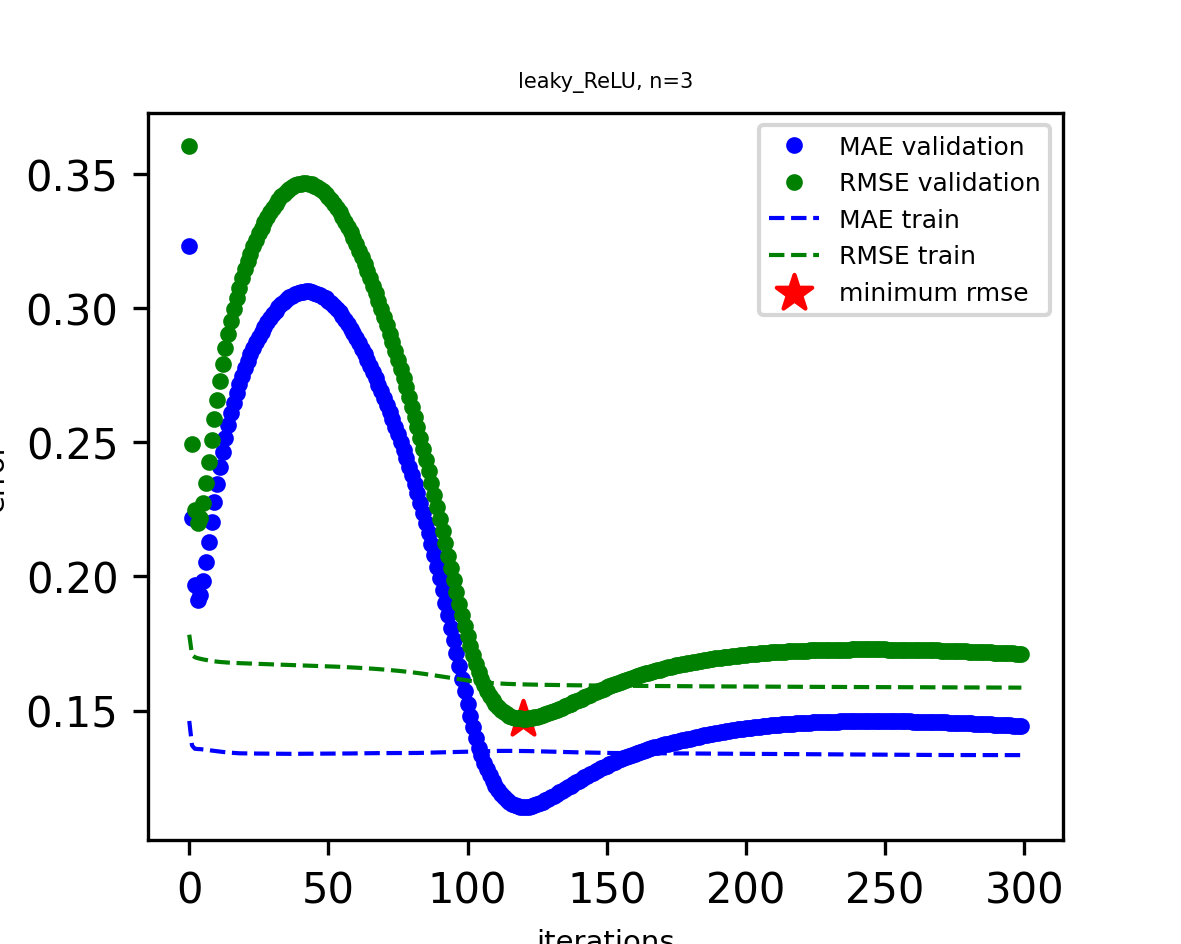 leaky_ReLU, n=3
MAE validation
RMSE validation
MAE train
RMSE train
minimum rmse
0.35
0.30
0.25
0.20
0.15
0 50 100 150 200 250 300
iterations